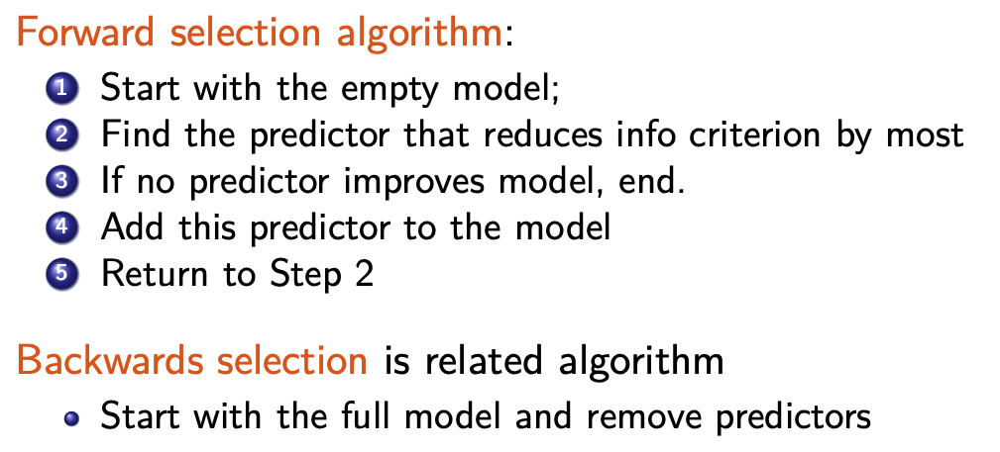 Forward selection algorithm:
1 Start with the empty model;
2 Find the predictor that reduces info criterion by most
3 If no predictor improves model, end.
4 Add this predictor to the model
5 Return to Step 2
Backwards selection is related algorithm
Start with the full model and remove predictors